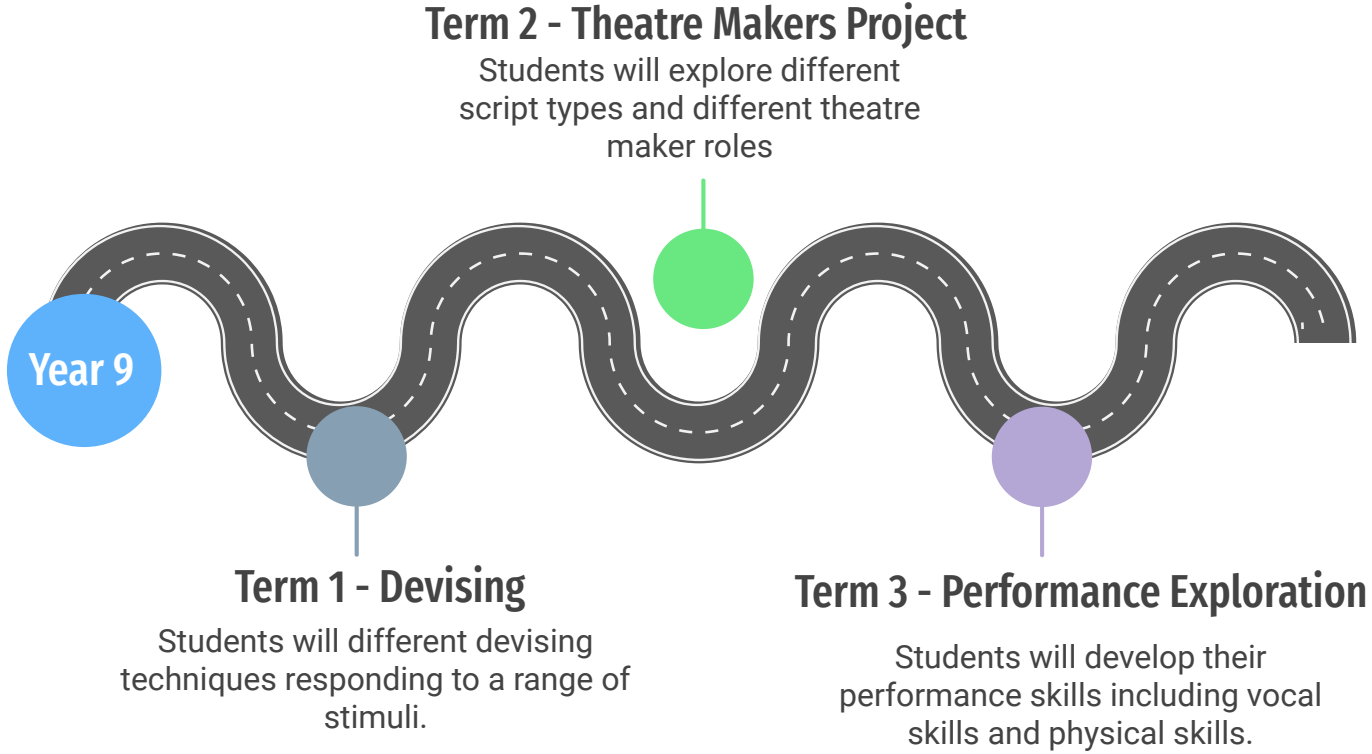 Term 2 - Theatre Makers Project
Students will explore different
script types and different theatre
maker roles
Year 9
Term 1 - Devising
Students will different devising
techniques responding to a range of
stimuli.
Term 3 - Performance Exploration
Students will develop their
performance skills including vocal
skills and physical skills.